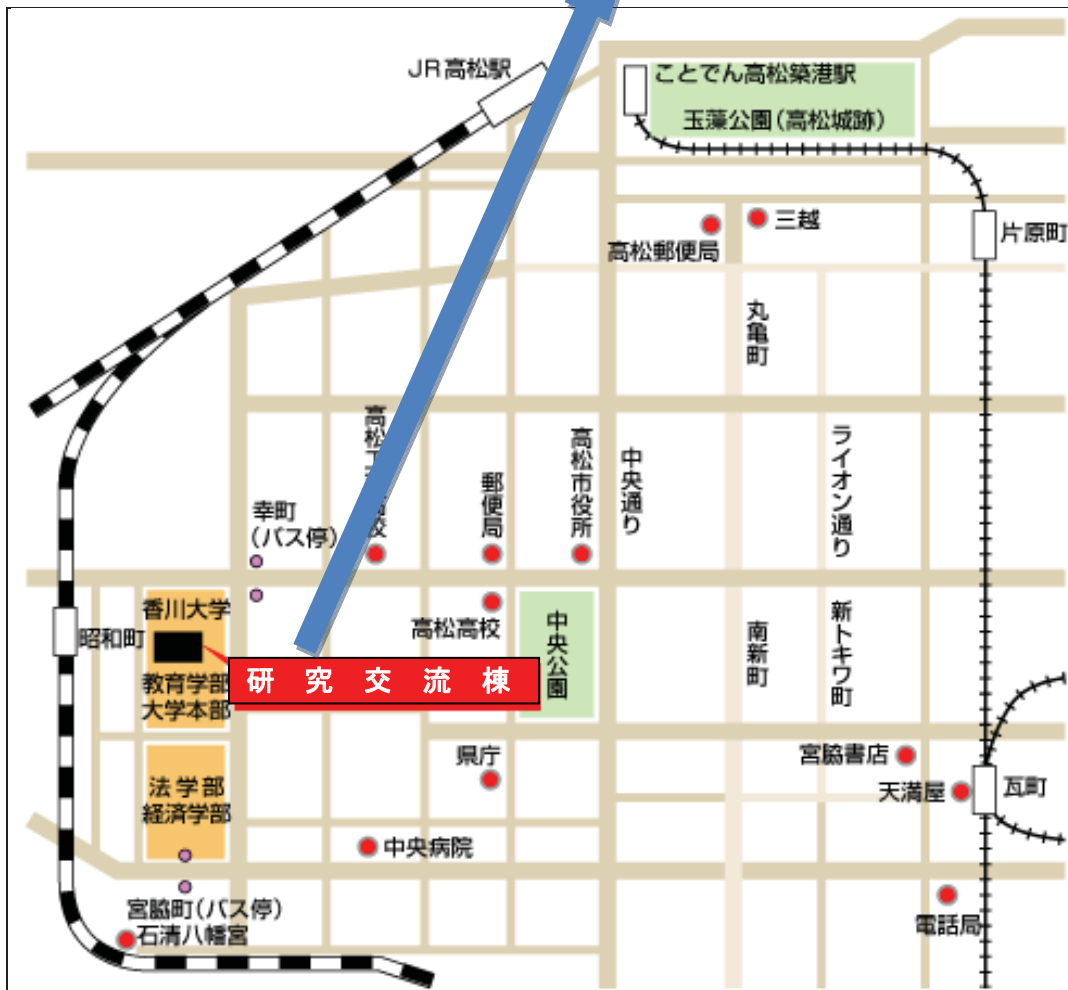 JR高松駅
ことでん高松築港駅
玉藻公園(高松城跡)
三越
高松郵便局
片原町
丸亀町
高松
校
郵便局
高松市役所
中央通り
ライオン通り
幸町
(バス停)
香川大学
昭和町
教育学部
大学本部
研究交流棟
高松高校
中央公園
南新町
新トキワ町
県庁
宮脇書店
天満屋
瓦町
法学部
経済学部
中央病院
宮脇町(バス停)
石清八幡宮
電話局